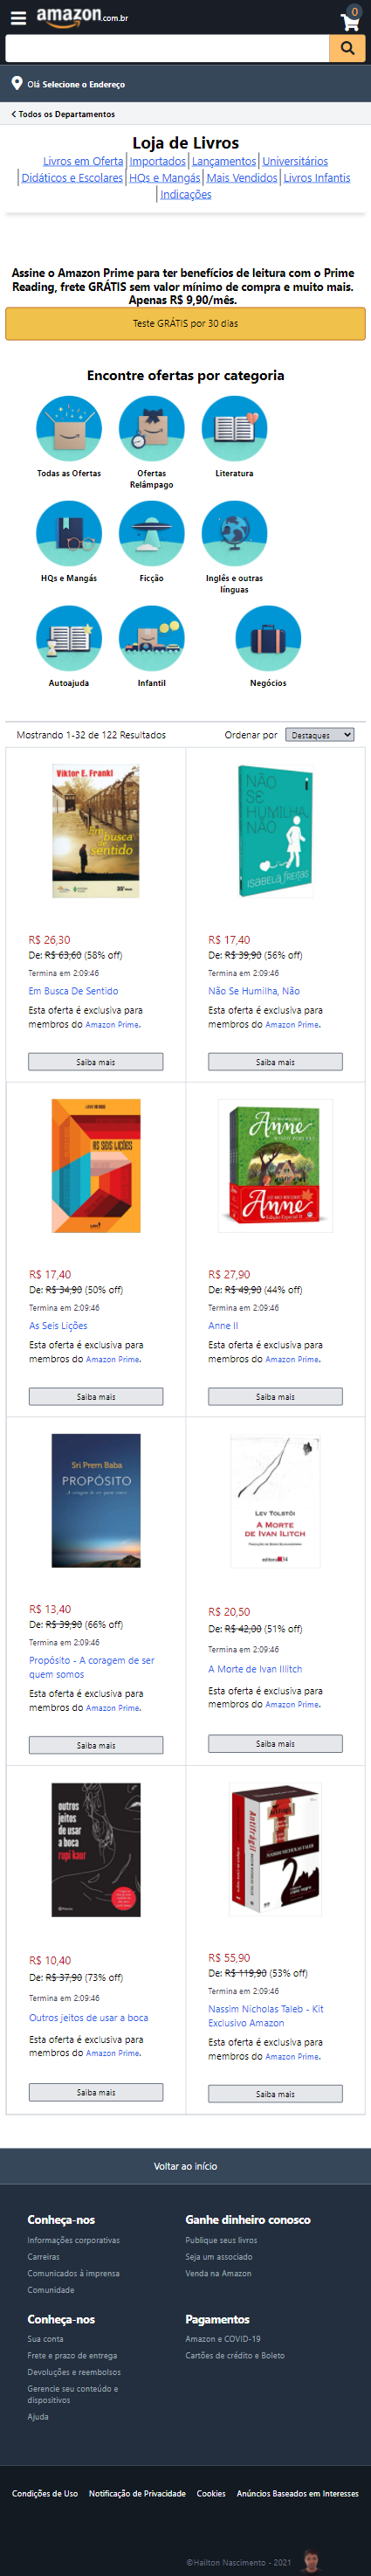 amazon.com.br
0
Olá Selecione o Endereço
Todos os Departamentos
Loja de Livros
Livros em Oferta Importados Lançamentos Universitários
Didáticos e Escolares HQs e Mangás Mais Vendidos Livros Infantis
Indicações
Assine o Amazon Prime para ter benefícios de leitura com o Prime
Reading, frete GRÁTIS sem valor mínimo de compra e muito mais.
Apenas R$ 9,90/mês.
Teste GRÁTIS por 30 dias
Encontre ofertas por categoria
Todas as Ofertas
Ofertas
Relâmpago
Literatura
HQs e Mangás
Ficção
Inglês e outras
línguas
Autoajuda
Infantil
Negócios
Mostrando 1-32 de 122 Resultados
Ordenar por Destaques
Viktor E. Frankl
Em busca
de sentido
R$ 26,30
De: R$ 63,60 (58% off)
Termina em 2:09:46
Em Busca De Sentido
Esta oferta é exclusiva para
membros do Amazon Prime.
Saiba mais
NÃO
SE
HUMILHA,
NÃO
ISABELA FREITAS
R$ 17,40
De: R$ 39,90 (56% off)
Termina em 2:09:46
Não Se Humilha, Não
Esta oferta é exclusiva para
membros do Amazon Prime.
Saiba mais
AS SEIS LIÇÕES
R$ 17,40
De: R$ 34,90 (50% off)
Termina em 2:09:46
As Seis Lições
Esta oferta é exclusiva para
membros do Amazon Prime.
Saiba mais
Anne
Anne
R$ 27,90
De: R$ 49,90 (44% off)
Termina em 2:09:46
Anne II
Esta oferta é exclusiva para
membros do Amazon Prime.
Saiba mais
Sri Prem Baba
PROPÓSITO
A coragem de ser quem somos
R$ 13,40
De: R$ 39,90 (66% off)
Termina em 2:09:46
Propósito - A coragem de ser
quem somos
Esta oferta é exclusiva para
membros do Amazon Prime.
Saiba mais
LEV TOLSTÓI
A MORTE
DE IVAN ILITCH
editora 34
R$ 20,50
De: R$ 42,00 (51% off)
Termina em 2:09:46
A Morte de Ivan Illitch
Esta oferta é exclusiva para
membros do Amazon Prime.
Saiba mais
outros
jeitos
de usar
a boca
rupi kaur
Planeta
R$ 10,40
De: R$ 37,90 (73% off)
Termina em 2:09:46
Outros jeitos de usar a boca
Esta oferta é exclusiva para
membros do Amazon Prime.
Saiba mais
Antifrágil
NASSIM NICHOLAS TALEB
R$ 55,90
De: R$ 119,90 (53% off)
Termina em 2:09:46
Nassim Nicholas Taleb - Kit
Exclusivo Amazon
Esta oferta é exclusiva para
membros do Amazon Prime.
Saiba mais
Voltar ao início
Conheça-nos
Informações corporativas
Carreiras
Comunicados à imprensa
Comunidade
Ganhe dinheiro conosco
Publique seus livros
Seja um associado
Venda na Amazon
Conheça-nos
Sua conta
Frete e prazo de entrega
Devoluções e reembolsos
Gerencie seu conteúdo e
dispositivos
Ajuda
Pagamentos
Amazon e COVID-19
Cartões de crédito e Boleto
Condições de Uso Notificação de Privacidade Cookies Anúncios Baseados em Interesses
©Hailton Nascimento - 2021